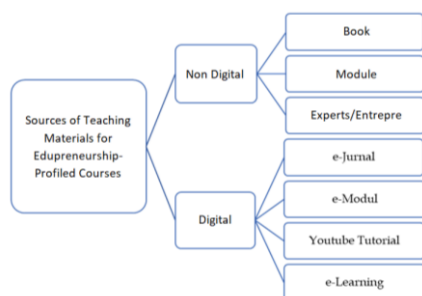 Sources of Teaching
Materials for
Edupreneurship-
Profiled Courses
Non Digital
Book
Module
Experts/Entrepre
Digital
e-Jurnal
e-Modul
Youtube Tutorial
e-Learning